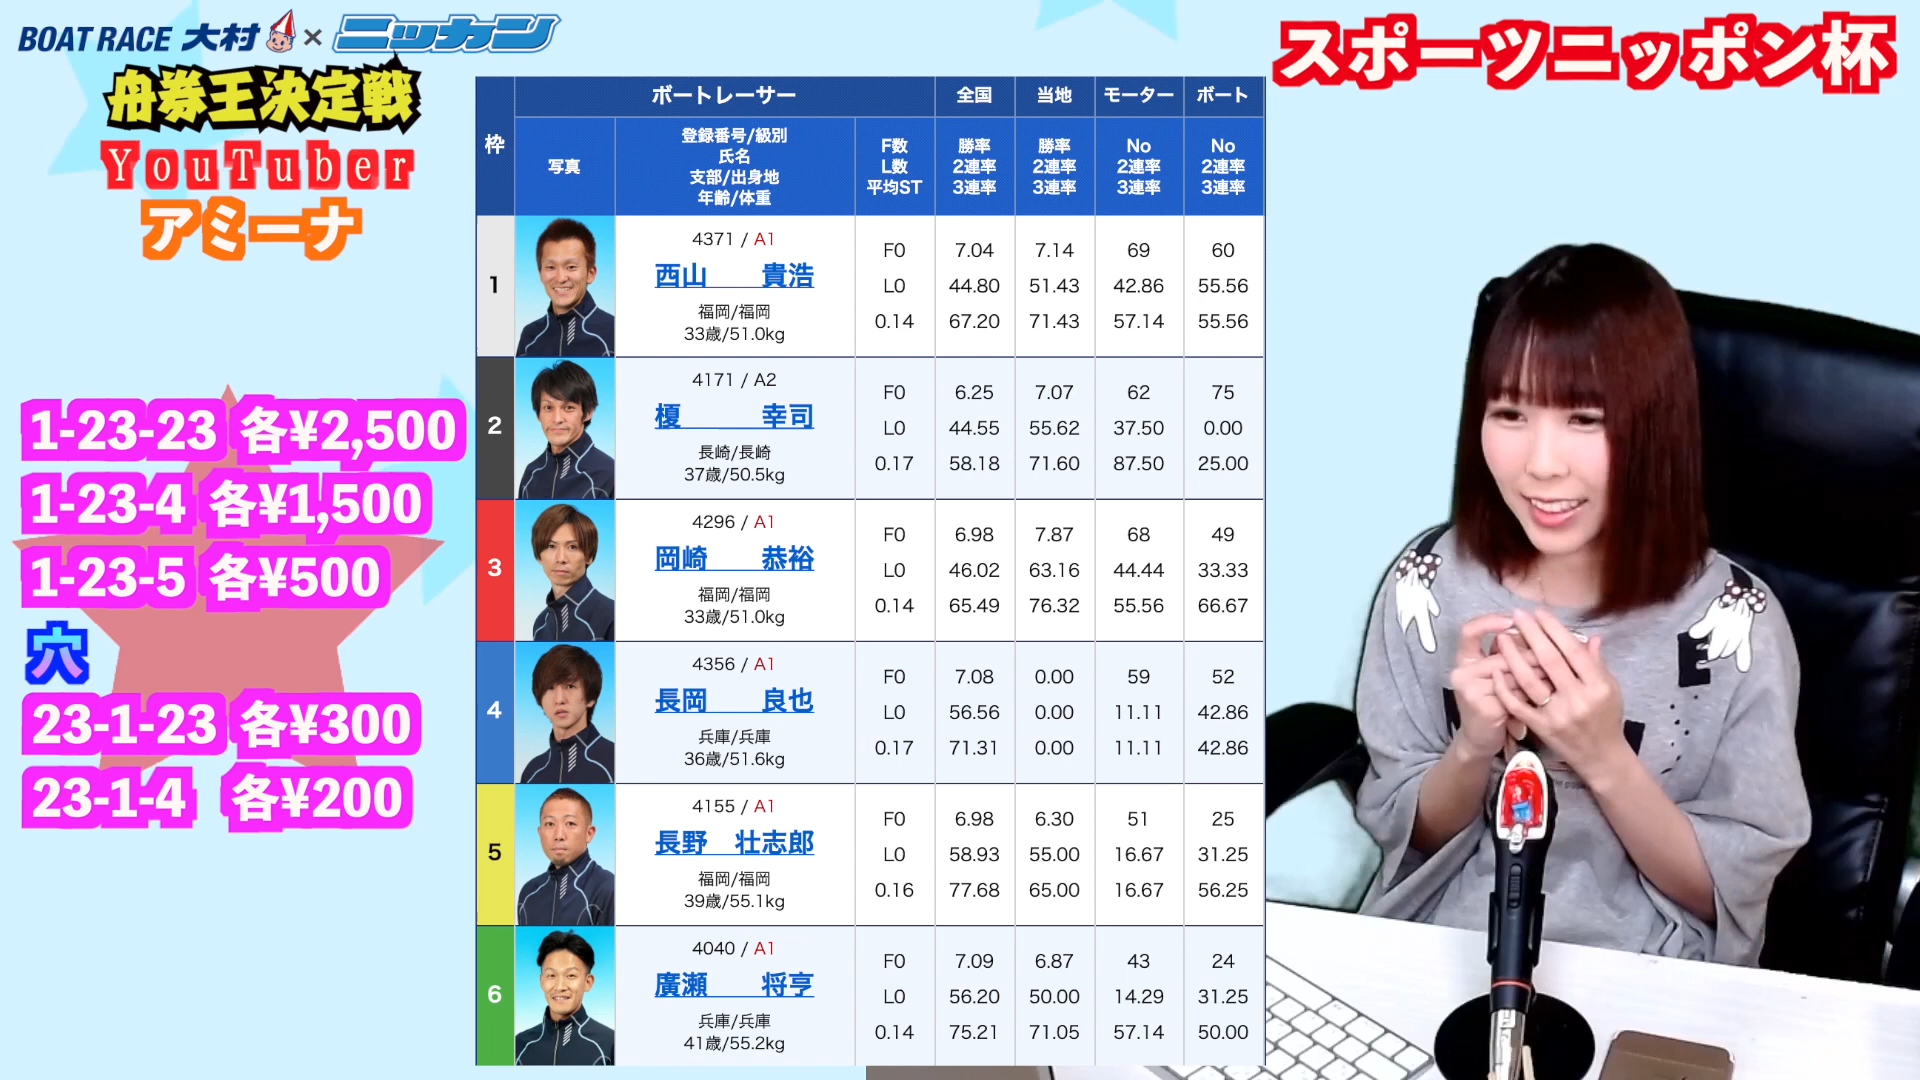 BOAT RACE 大村 × ニッカン
舟券王決定戦
YouTuber
アミーナ
スポーツニッポン杯
1-23-23 各¥2,500
1-23-4 各¥1,500
1-23-5 各¥500
穴
23-1-23 各¥300
23-1-4 各¥200
枠 ボートレーサー 全国 当地 モーター ボート
写真
登録番号/級別
氏名
支部/出身地
年齢/体重
F数
L数
平均ST
勝率
2連率
3連率
勝率
2連率
3連率
No
2連率
3連率
No
2連率
3連率
1
4371 / A1
西山 貴浩
福岡/福岡
33歳/51.0kg
F0 7.04 7.14 69 60
L0 44.80 51.43 42.86 55.56
0.14 67.20 71.43 57.14 55.56
2
4171 / A2
榎 幸司
長崎/長崎
37歳/50.5kg
F0 6.25 7.07 62 75
L0 44.55 55.62 37.50 0.00
0.17 58.18 71.60 87.50 25.00
3
4296 / A1
岡崎 恭裕
福岡/福岡
33歳/51.0kg
F0 6.98 7.87 68 49
L0 46.02 63.16 44.44 33.33
0.14 65.49 76.32 55.56 66.67
4
4356 / A1
長岡 良也
兵庫/兵庫
36歳/51.6kg
F0 7.08 0.00 59 52
L0 56.56 0.00 11.11 42.86
0.17 71.31 0.00 11.11 42.86
5
4155 / A1
長野 壮志郎
福岡/福岡
39歳/55.1kg
F0 6.98 6.30 51 25
L0 58.93 55.00 16.67 31.25
0.16 77.68 65.00 16.67 56.25
6
4040 / A1
廣瀬 将亨
兵庫/兵庫
41歳/55.2kg
F0 7.09 6.87 43 24
L0 56.20 50.00 14.29 31.25
0.14 75.21 71.05 57.14 50.00